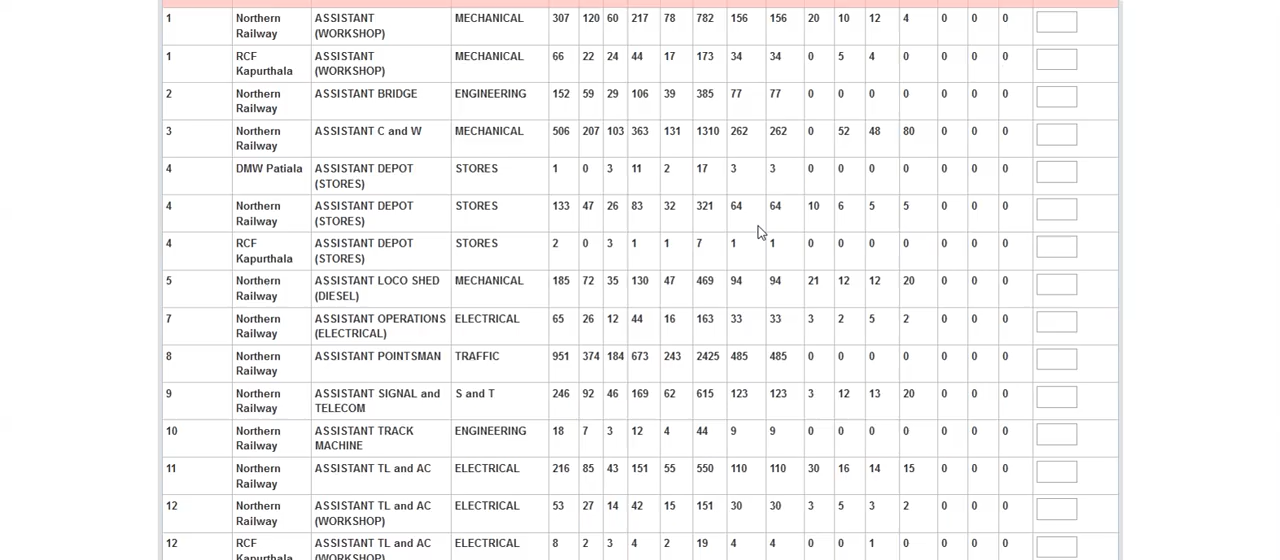 1 Northern Railway ASSISTANT (WORKSHOP) MECHANICAL 307 120 60 217 78 782 156 156 20 10 12 4 0 0 0
1 RCF Kapurthala ASSISTANT (WORKSHOP) MECHANICAL 66 22 24 44 17 173 34 34 0 5 4 0 0 0 0
2 Northern Railway ASSISTANT BRIDGE ENGINEERING 152 59 29 106 39 385 77 77 0 0 0 0 0 0 0
3 Northern Railway ASSISTANT C and W MECHANICAL 506 207 103 363 131 1310 262 262 0 52 48 80 0 0 0
4 DMW Patiala ASSISTANT DEPOT (STORES) STORES 1 0 3 11 2 17 3 3 0 0 0 0 0 0 0
4 Northern Railway ASSISTANT DEPOT (STORES) STORES 133 47 26 83 32 321 64 64 10 6 5 5 0 0 0
4 RCF Kapurthala ASSISTANT DEPOT (STORES) STORES 2 0 3 1 1 7 1 1 0 0 0 0 0 0 0
5 Northern Railway ASSISTANT LOCO SHED (DIESEL) MECHANICAL 185 72 35 130 47 469 94 94 21 12 12 20 0 0 0
7 Northern Railway ASSISTANT OPERATIONS (ELECTRICAL) ELECTRICAL 65 26 12 44 16 163 33 33 3 2 5 2 0 0 0
8 Northern Railway ASSISTANT POINTSMAN TRAFFIC 951 374 184 673 243 2425 485 485 0 0 0 0 0 0 0
9 Northern Railway ASSISTANT SIGNAL and TELECOM S and T 246 92 46 169 62 615 123 123 3 12 13 20 0 0 0
10 Northern Railway ASSISTANT TRACK MACHINE ENGINEERING 18 7 3 12 4 44 9 9 0 0 0 0 0 0 0
11 Northern Railway ASSISTANT TL and AC ELECTRICAL 216 85 43 151 55 550 110 110 30 16 14 15 0 0 0
12 Northern Railway ASSISTANT TL and AC (WORKSHOP) ELECTRICAL 53 27 14 42 15 151 30 30 3 5 3 2 0 0 0
12 RCF Kapurthala ASSISTANT TL and AC (WORKSHOP) ELECTRICAL 8 2 3 4 2 19 4 4 0 0 1 0 0 0 0